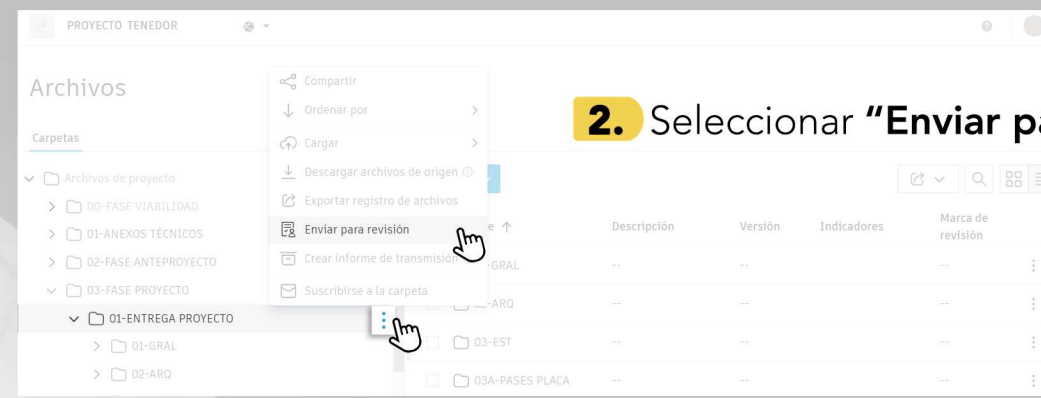 PROYECTO TENEDOR
Archivos
Carpetas
Archivos de proyecto
00-FASE VIABILIDAD
01-ANEXOS TÉCNICOS
02-FASE ANTEPROYECTO
03-FASE PROYECTO
01-ENTREGA PROYECTO
01-GRAL
02-ARQ
Compartir
Ordenar por
Cargar
Descargar archivos de origen
Exportar registro de archivos
Enviar para revisión
Crear informe de transmisión
Suscribirse a la carpeta
2. Seleccionar "Enviar pa
Descripción Versión Indicadores Marca de revisión
-GRAL -- -- --
-ARQ -- -- --
03-EST -- -- --
03A-PASES PLACA -- -- --